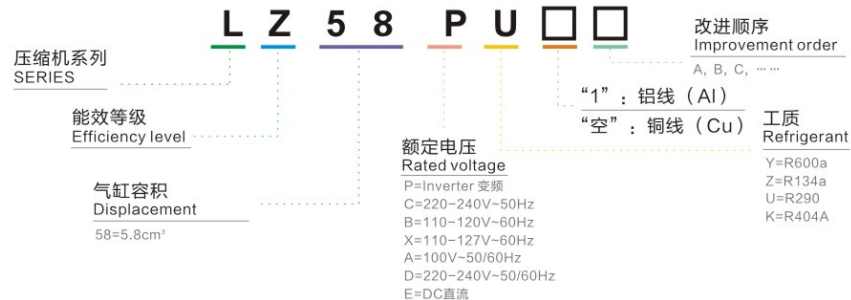 L Z 5 8 P U □ □
压缩机系列
SERIES
能效等级
Efficiency level
气缸容积
Displacement
58=5.8cm³
额定电压
Rated voltage
P=Inverter 变频
C=220-240V~50Hz
B=110-120V~60Hz
X=110-127V~60Hz
A=100V~50/60Hz
D=220-240V~50/60Hz
E=DC直流
“1”：铝线（Al）
“空”：铜线（Cu）
改进顺序
Improvement order
A, B, C, ……
工质
Refrigerant
Y=R600a
Z=R134a
U=R290
K=R404A